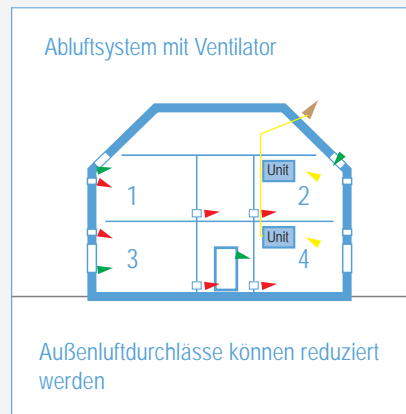 Abluftsystem mit Ventilator
Unit
1
2
Unit
3
4
Außenluftdurchlässe können reduziert
werden